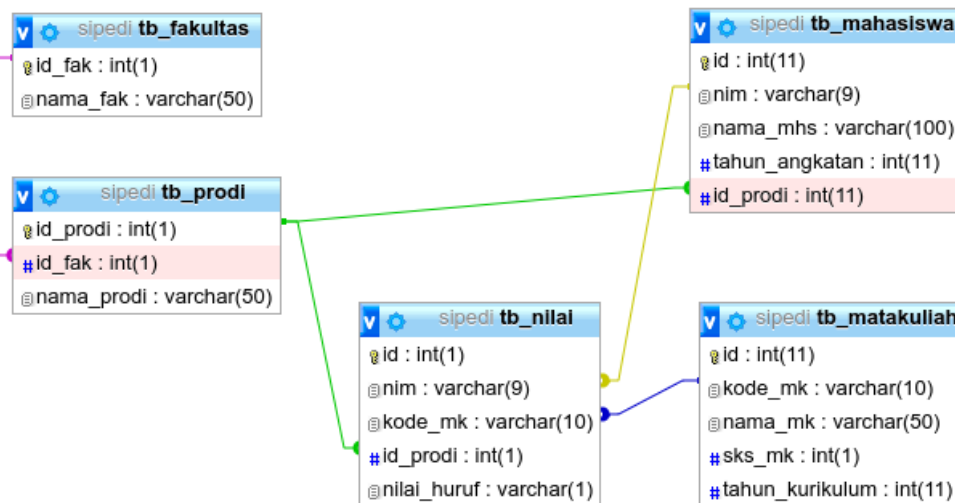 sipedi tb_fakultas
id_fak : int(1)
nama_fak : varchar(50)
sipedi tb_mahasiswa
id : int(11)
nim : varchar(9)
nama_mhs : varchar(100)
tahun_angkatan : int(11)
id_prodi : int(11)
sipedi tb_prodi
id_prodi : int(1)
id_fak : int(1)
nama_prodi : varchar(50)
sipedi tb_nilai
id : int(1)
nim : varchar(9)
kode_mk : varchar(10)
id_prodi : int(1)
nilai_huruf : varchar(1)
sipedi tb_matakuliah
id : int(11)
kode_mk : varchar(10)
nama_mk : varchar(50)
sks_mk : int(1)
tahun_kurikulum : int(11)